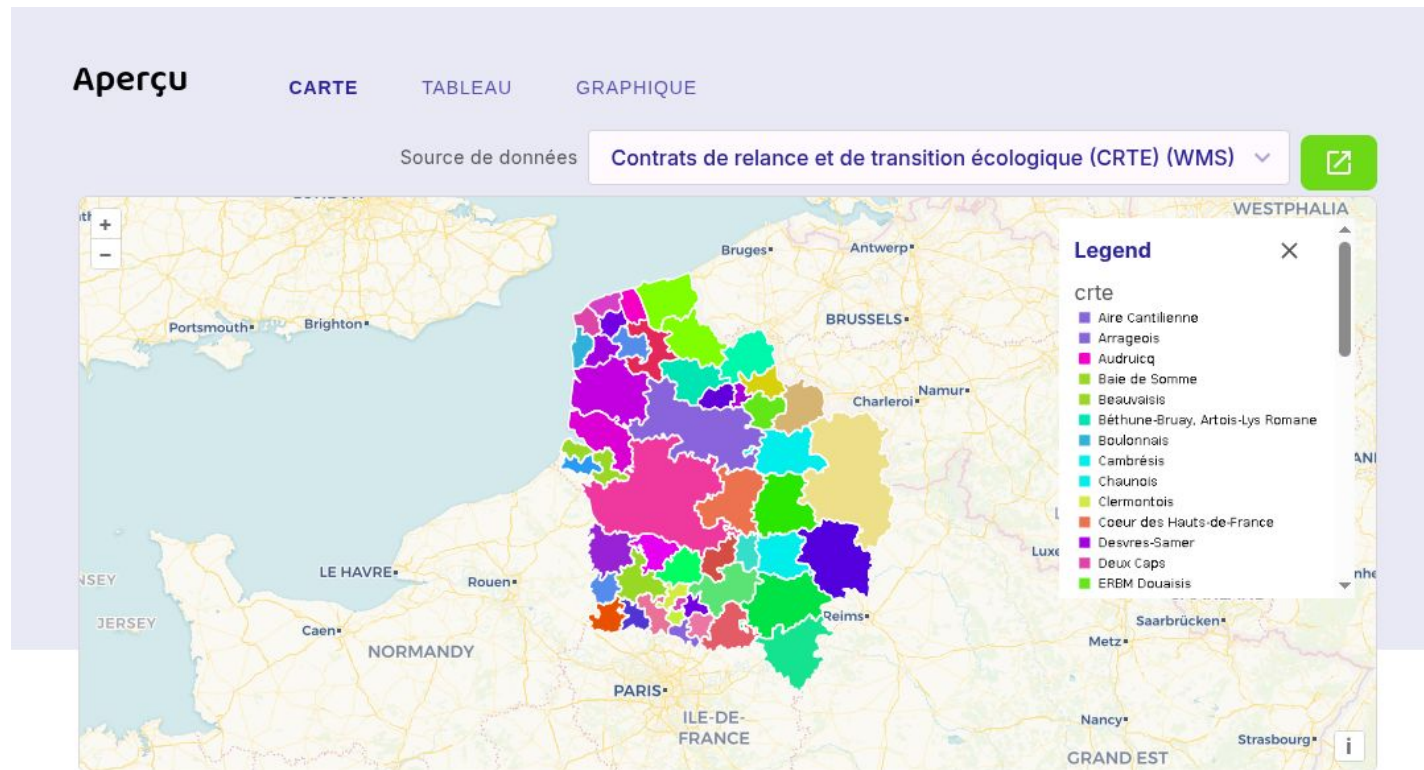 Aperçu
CARTE TABLEAU GRAPHIQUE
Source de données
Contrats de relance et de transition écologique (CRTE) (WMS)
+
−
WESTPHALIA
Bruges
Antwerp
Portsmouth
Brighton
BRUSSELS
Namur
Charleroi
LE HAVRE
Rouen
JERSEY
Caen
NORMANDY
Reims
PARIS
ILE-DE-
FRANCE
Saarbrücken
Metz
Nancy
Strasbourg
GRAND EST
i
Legend
crte
Aire Cantilienne
Arrageois
Audruicq
Baie de Somme
Beauvaisis
Béthune-Bruay, Artois-Lys Romane
Boulonnais
Cambrésis
Chaunois
Clermontois
Coeur des Hauts-de-France
Desvres-Samer
Deux Caps
ERBM Douaisis